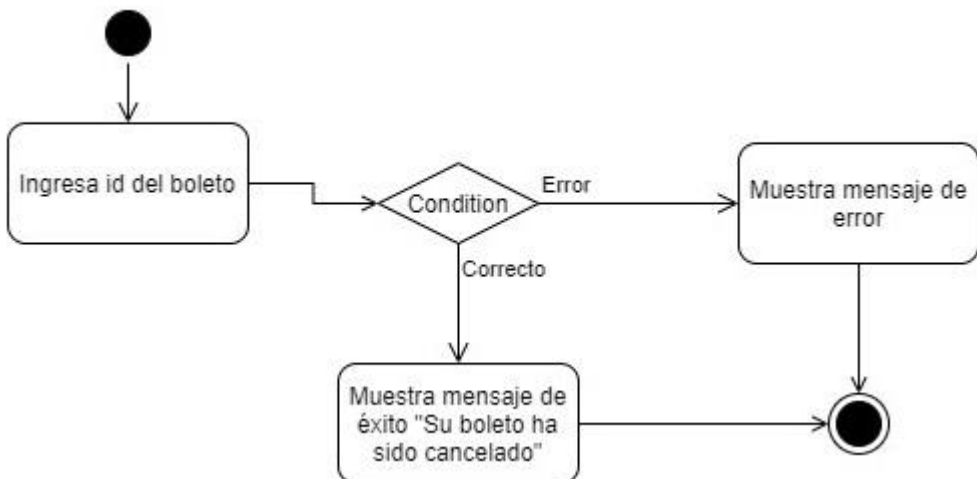 Ingresa id del boleto
Condition
Error
Muestra mensaje de
error
Correcto
Muestra mensaje de
éxito "Su boleto ha
sido cancelado"